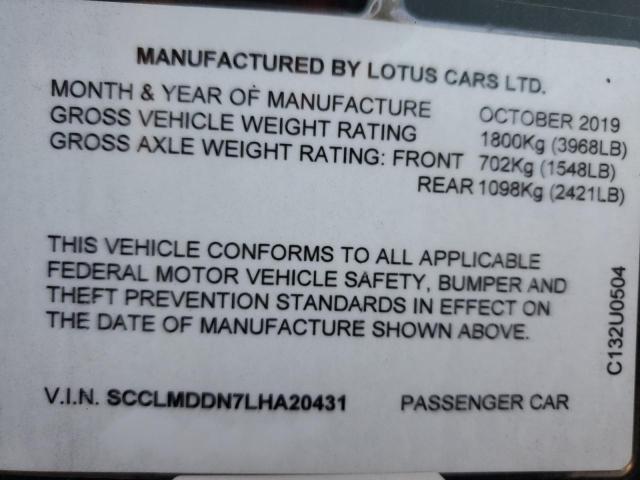 MANUFACTURED BY LOTUS CARS LTD.
MONTH & YEAR OF MANUFACTURE OCTOBER 2019
GROSS VEHICLE WEIGHT RATING 1800Kg (3968LB)
GROSS AXLE WEIGHT RATING: FRONT 702Kg (1548LB)
REAR 1098Kg (2421LB)
THIS VEHICLE CONFORMS TO ALL APPLICABLE
FEDERAL MOTOR VEHICLE SAFETY, BUMPER AND
THEFT PREVENTION STANDARDS IN EFFECT ON
THE DATE OF MANUFACTURE SHOWN ABOVE.
V.I.N. SCCLMDDN7LHA20431 PASSENGER CAR
C132U0504